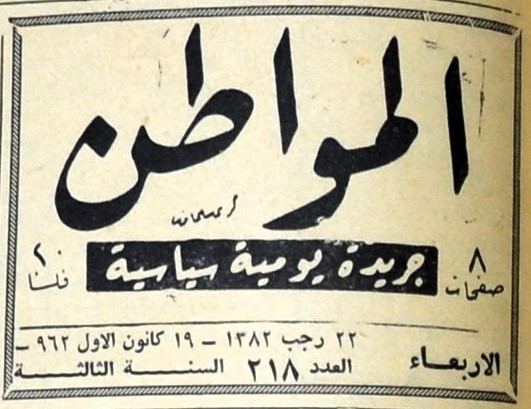 المواطن
جريدة يومية سياسية
٨
صفحات
فلسا
٢٢ رجب ١٣٨٢ - ١٩ كانون الاول ٩٦٢ -
الاربعاء العدد ٢١٨ السنة الثالثة